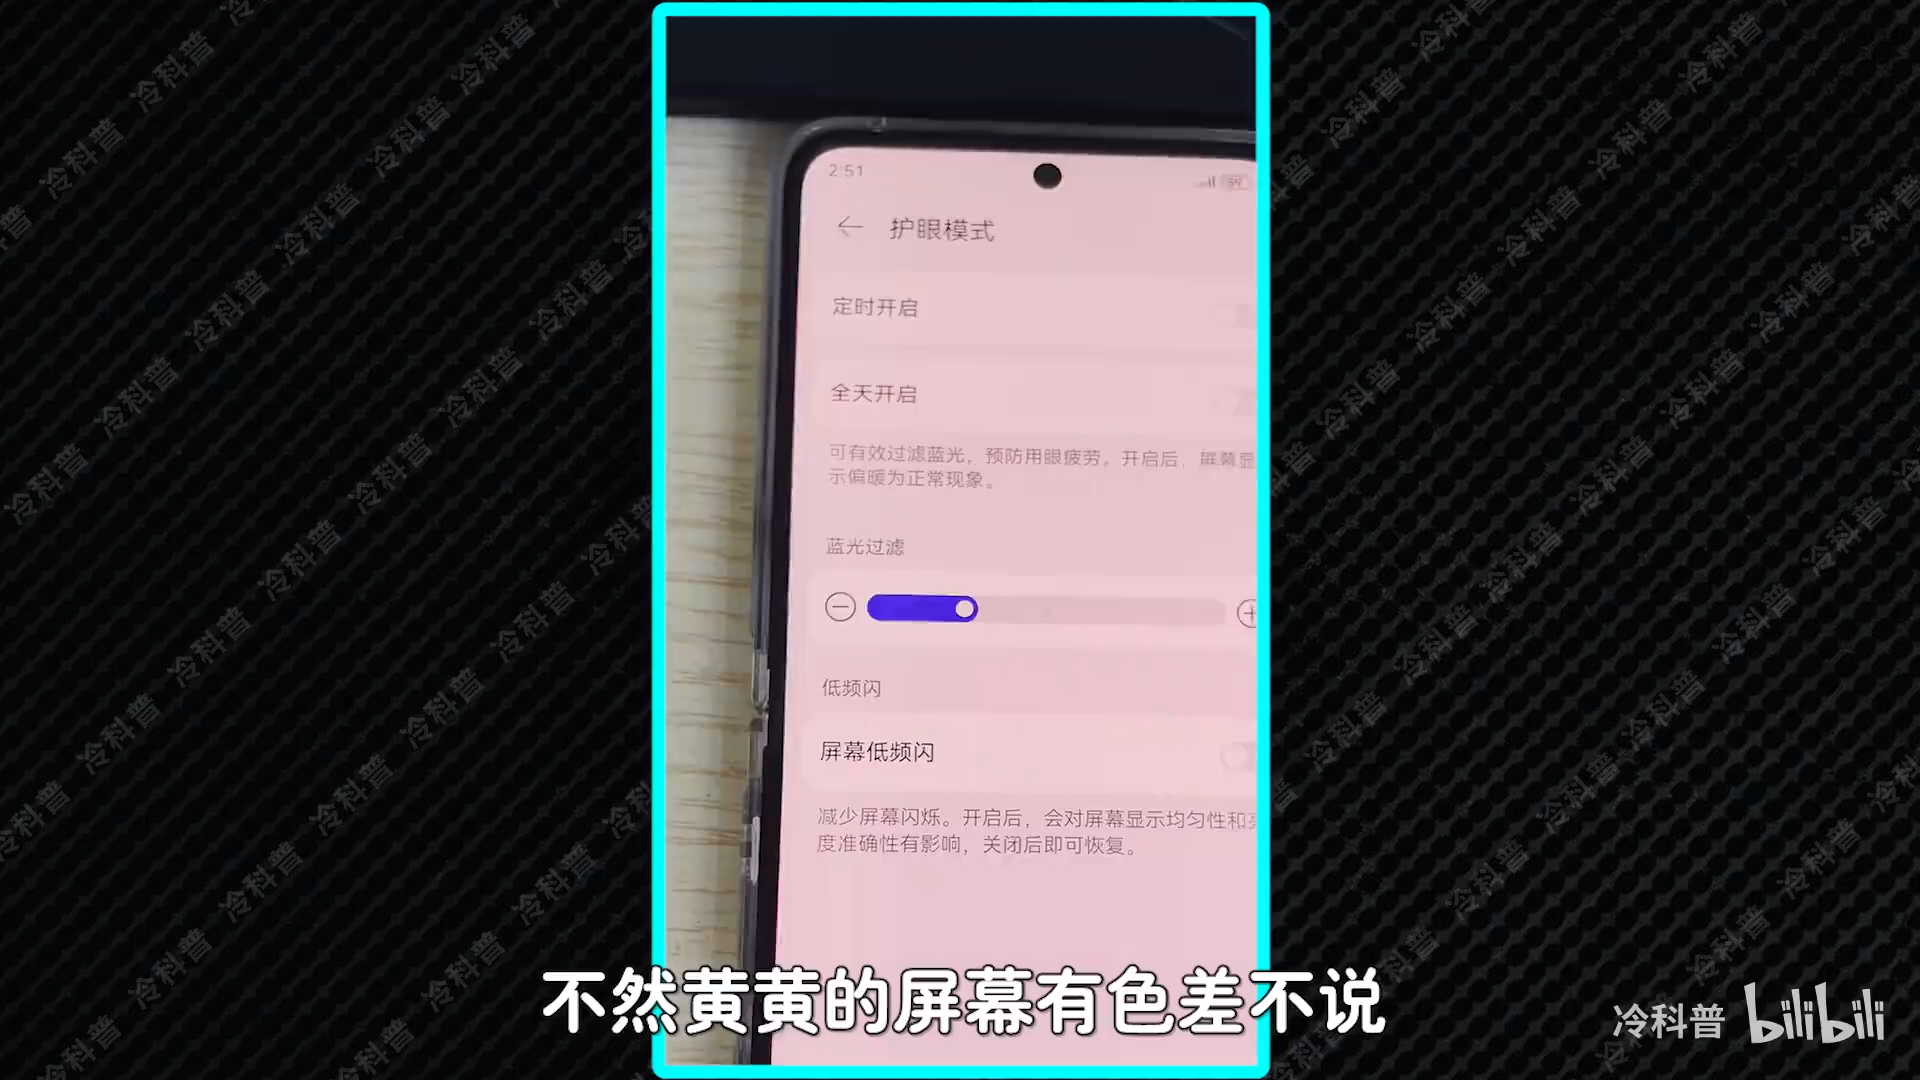 2:51
护眼模式
定时开启
全天开启
可有效过滤蓝光，预防用眼疲劳。开启后，屏幕显
示偏暖为正常现象。
蓝光过滤
低频闪
屏幕低频闪
减少屏幕闪烁。开启后，会对屏幕显示均匀性和亮
度准确性有影响，关闭后即可恢复。
不然黄黄的屏幕有色差不说
冷科普 bilibili